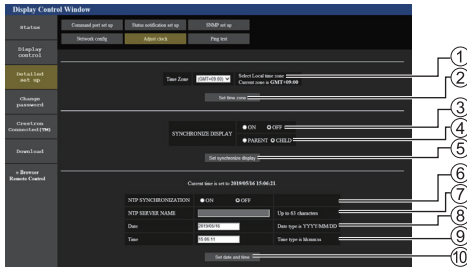 Display Control Window
Status
Display control
Detailed set up
Change password
Crestron Connected(TM)
Download
e Browser Remote Control
Command port set up
Status notification set up
SNMP set up
Network config
Adjust clock
Ping test
Time Zone
(GMT+09:00)
Select Local time zone
Current zone is GMT+09:00
Set time zone
SYNCHRONIZE DISPLAY
ON OFF
PARENT CHILD
Set synchronize display
Current time is set to 2019/05/16 15:06:21.
NTP SYNCHRONIZATION ON OFF
NTP SERVER NAME Up to 63 characters
Date 2019/05/16 Date type is YYYY/MM/DD
Time 15:06:11 Time type is hh:mm:ss
Set date and time
1
2
3
4
5
6
7
8
9
10